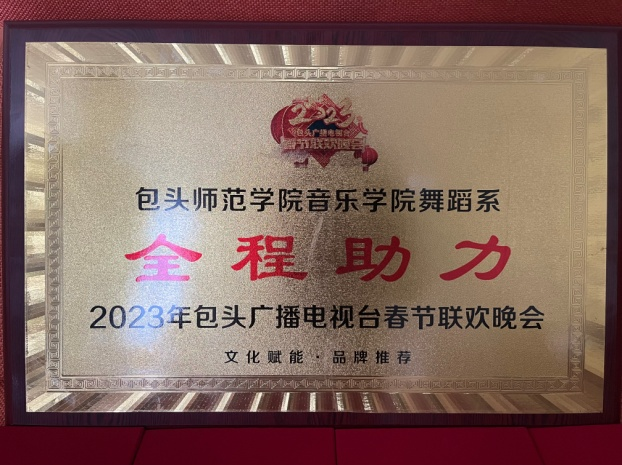 2023
包头广播电视台
春节联欢晚会
包头师范学院音乐学院舞蹈系
全程助力
2023年包头广播电视台春节联欢晚会
文化赋能·品牌推荐